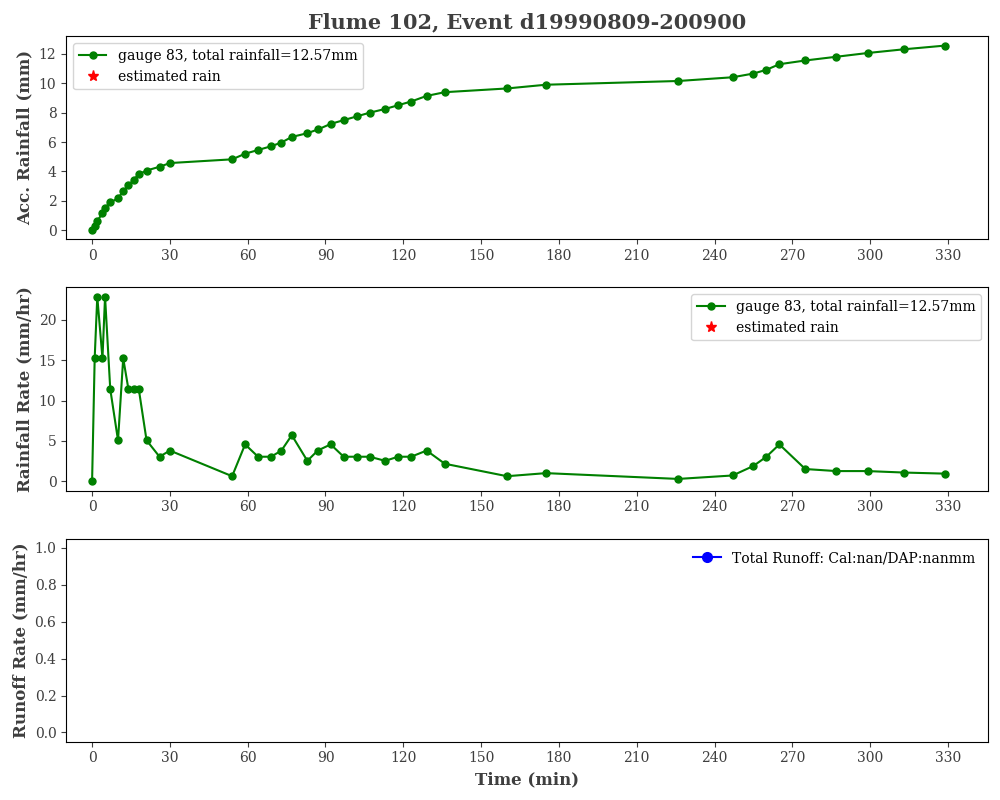 Flume 102, Event d19990809-200900
Acc. Rainfall (mm)
12
10
8
6
4
2
0
gauge 83, total rainfall=12.57mm
estimated rain
0 30 60 90 120 150 180 210 240 270 300 330
Rainfall Rate (mm/hr)
20
15
10
5
0
gauge 83, total rainfall=12.57mm
estimated rain
0 30 60 90 120 150 180 210 240 270 300 330
Runoff Rate (mm/hr)
1.0
0.8
0.6
0.4
0.2
0.0
Total Runoff: Cal:nan/DAP:nanmm
0 30 60 90 120 150 180 210 240 270 300 330
Time (min)